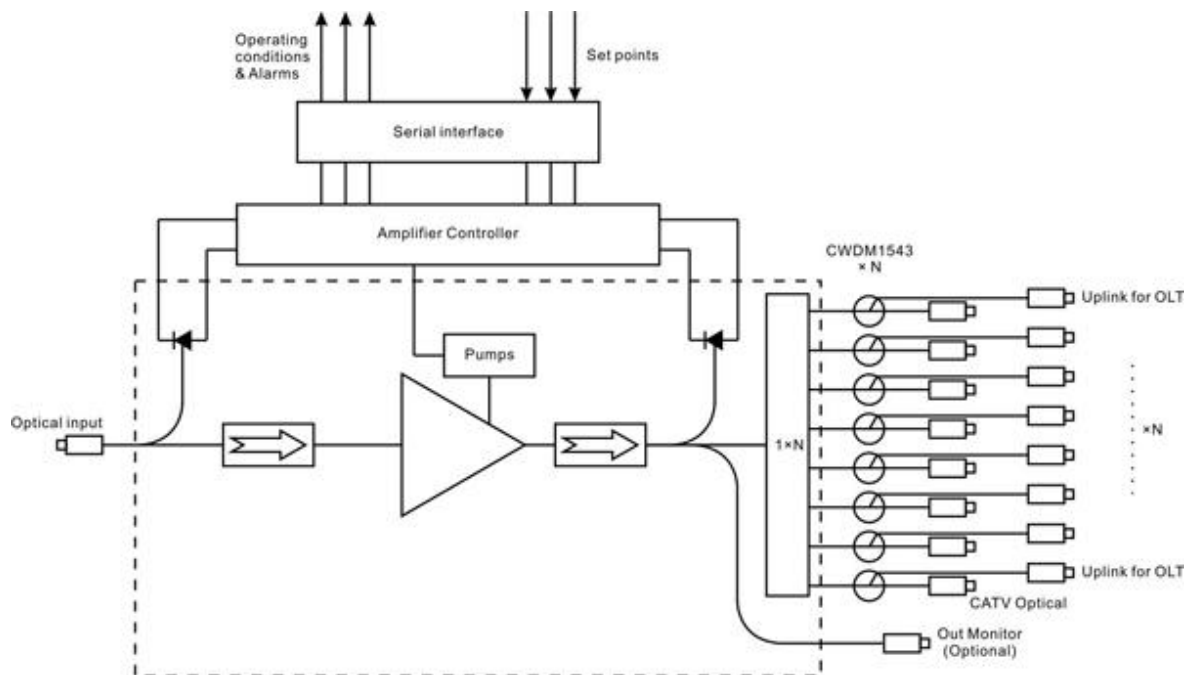 Operating
conditions
& Alarms
Set points
Serial interface
Amplifier Controller
CWDM1543
× N
Uplink for OLT
Pumps
Optical input
1×N
×N
Uplink for OLT
CATV Optical
Out Monitor
(Optional)